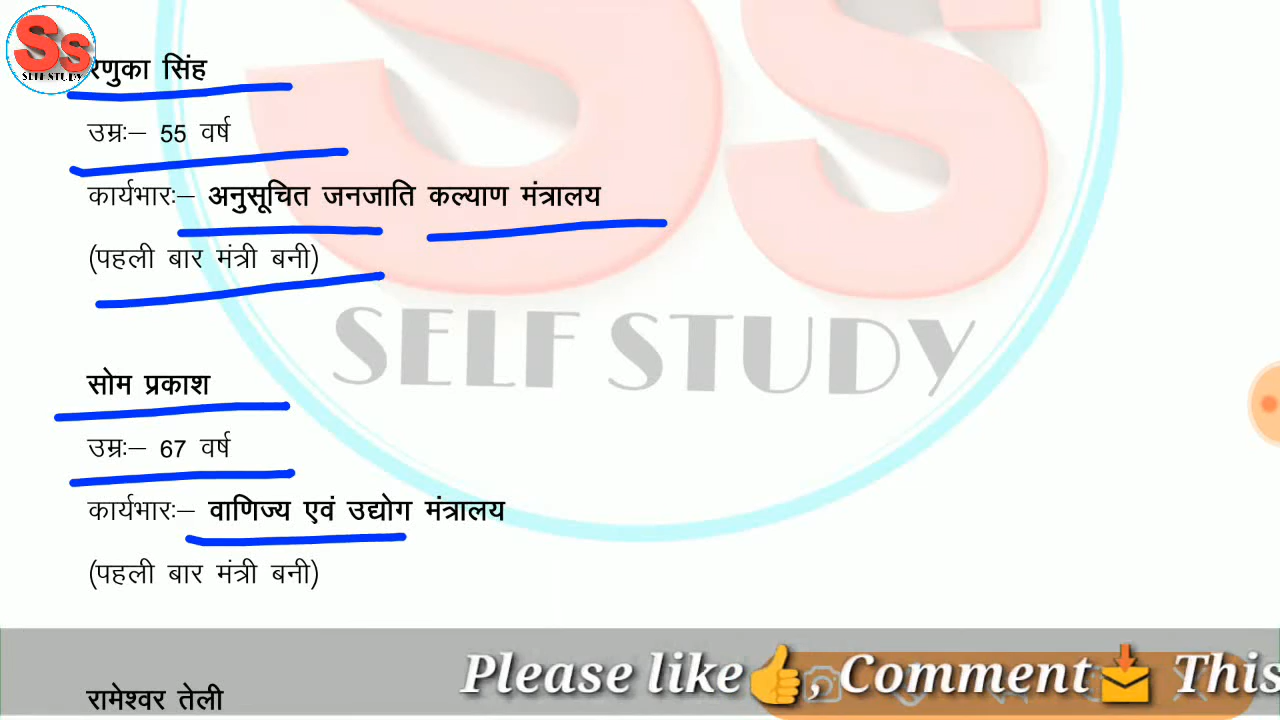 Ss
SELF STUDY
रेणुका सिंह
उम्रः– 55 वर्ष
कार्यभारः– अनुसूचित जनजाति कल्याण मंत्रालय
(पहली बार मंत्री बनी)
Ss
SELF STUDY
सोम प्रकाश
उम्रः– 67 वर्ष
कार्यभारः– वाणिज्य एवं उद्योग मंत्रालय
(पहली बार मंत्री बनी)
Please like👍, Comment📩 This
रामेश्वर तेली